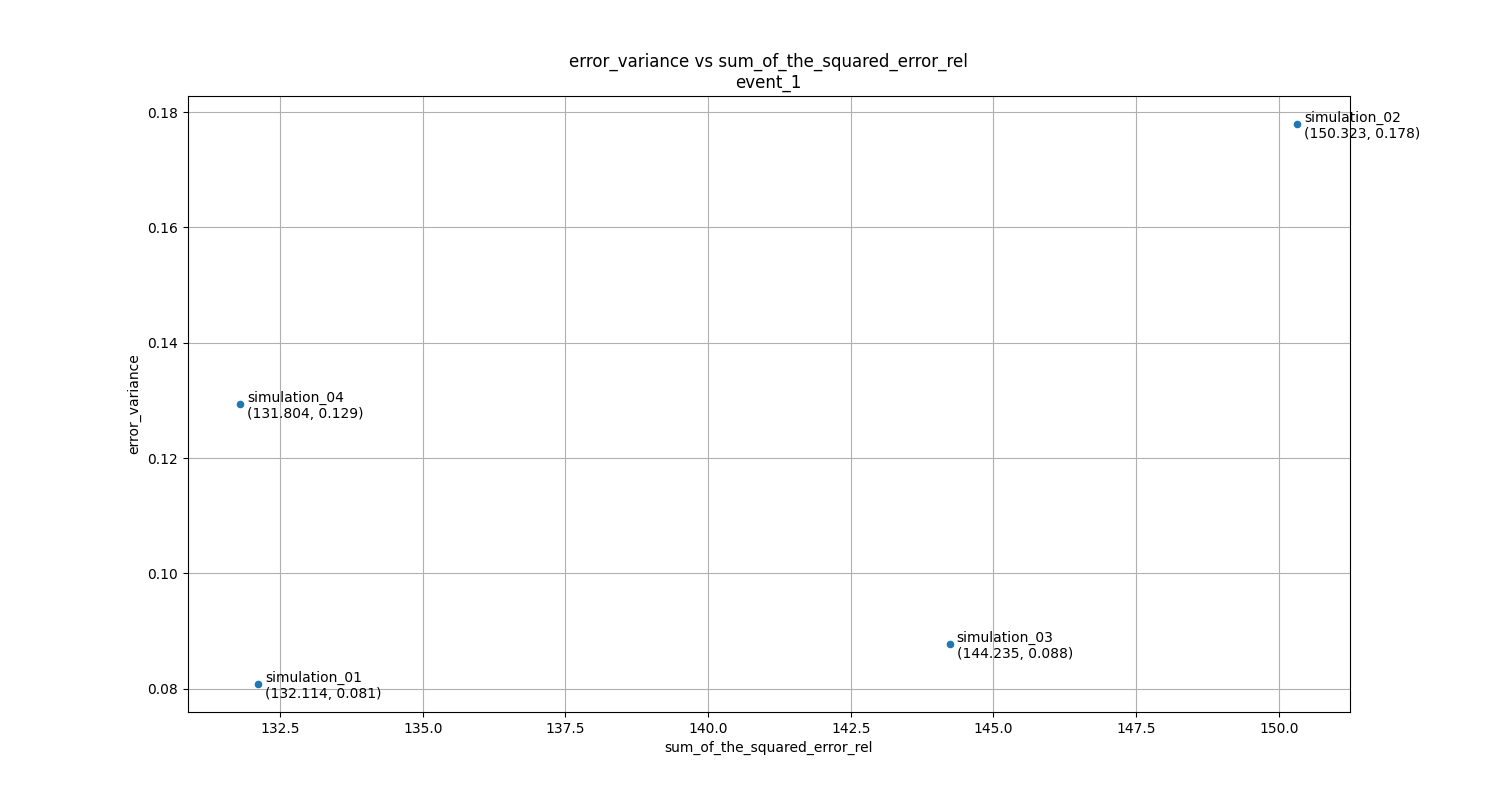 error_variance vs sum_of_the_squared_error_rel
event_1
0.18
0.16
0.14
0.12
0.10
0.08
error_variance
simulation_02
(150.323, 0.178)
simulation_04
(131.804, 0.129)
simulation_03
(144.235, 0.088)
simulation_01
(132.114, 0.081)
132.5 135.0 137.5 140.0 142.5 145.0 147.5 150.0
sum_of_the_squared_error_rel